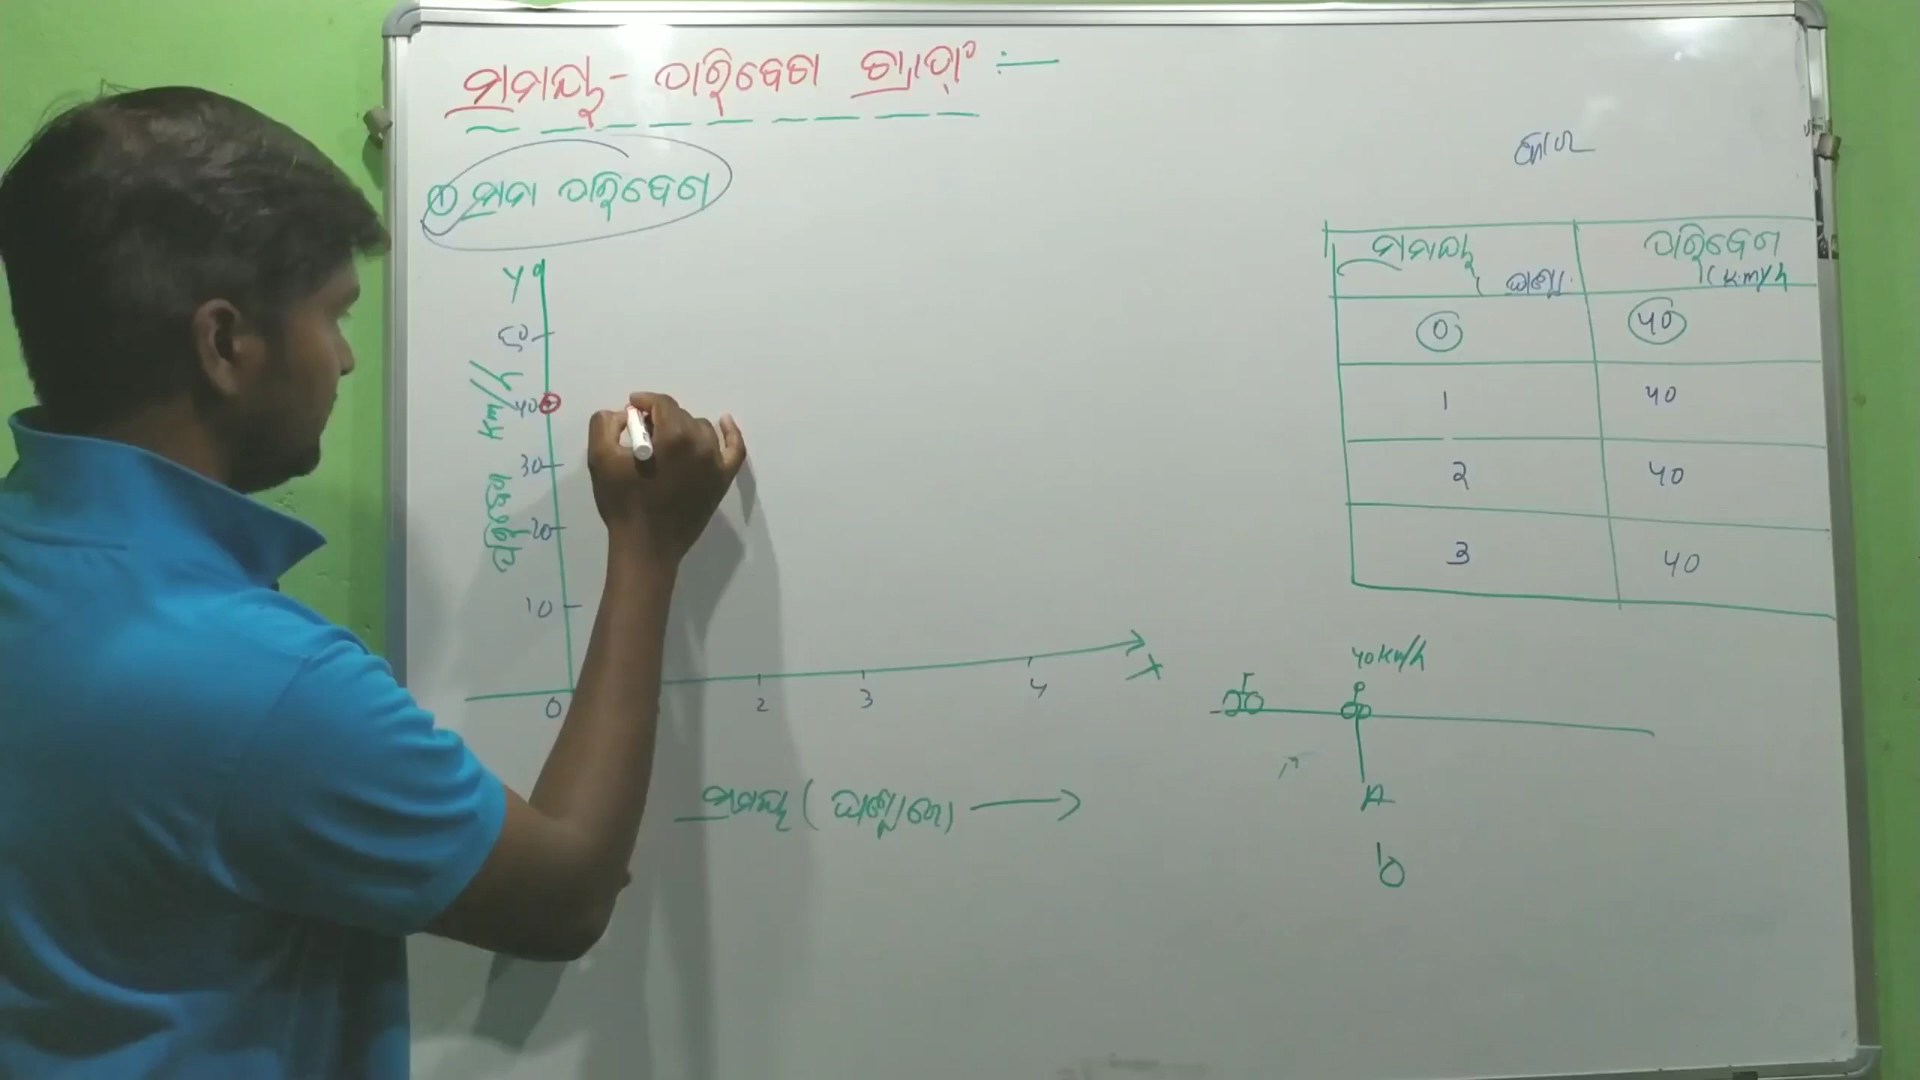 ସମୟ - ପରିବେଗ ଗ୍ରାଫ୍ :—
① ସମ ପରିବେଗ
କାର
ସମୟ (ଘଣ୍ଟା ପରିବେଗ (km/h
0 40
1 40
2 40
3 40
Y
50
40
30
20
10
ପରିବେଗ km/h
0 2 3 4 X
ସମୟ (ଘଣ୍ଟାରେ) →
40 km/h
A
b